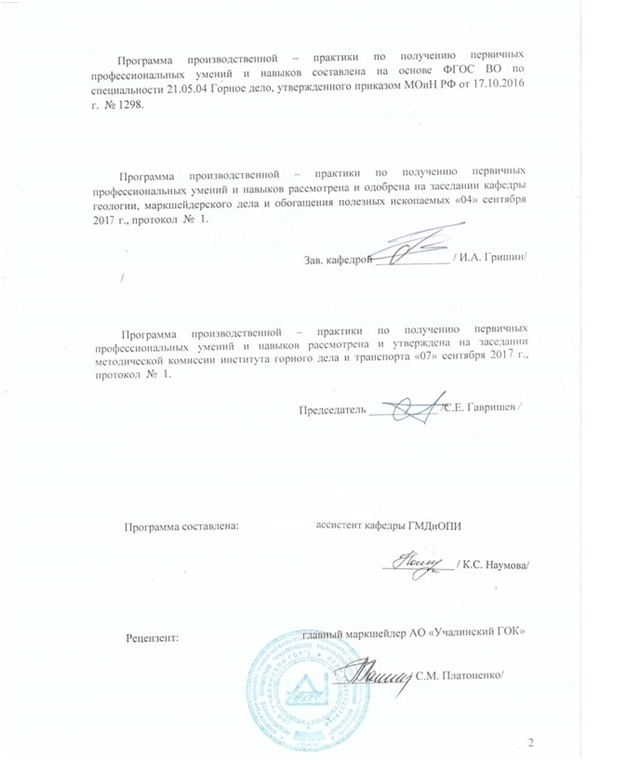 Программа производственной – практики по получению первичных
профессиональных умений и навыков составлена на основе ФГОС ВО по
специальности 21.05.04 Горное дело, утвержденного приказом МОиН РФ от 17.10.2016
г. № 1298.
Программа производственной – практики по получению первичных
профессиональных умений и навыков рассмотрена и одобрена на заседании кафедры
геологии, маркшейдерского дела и обогащения полезных ископаемых «04» сентября
2017 г., протокол № 1.
Зав. кафедрой ______________ / И.А. Гришин/
/
Программа производственной – практики по получению первичных
профессиональных умений и навыков рассмотрена и утверждена на заседании
методической комиссии института горного дела и транспорта «07» сентября 2017 г.,
протокол № 1.
Председатель _____________ /С.Е. Гавришев /
Программа составлена: ассистент кафедры ГМДиОПИ
_____________ / К.С. Наумова/
Рецензент: главный маркшейдер АО «Учалинский ГОК»
С.М. Платоненко/
2